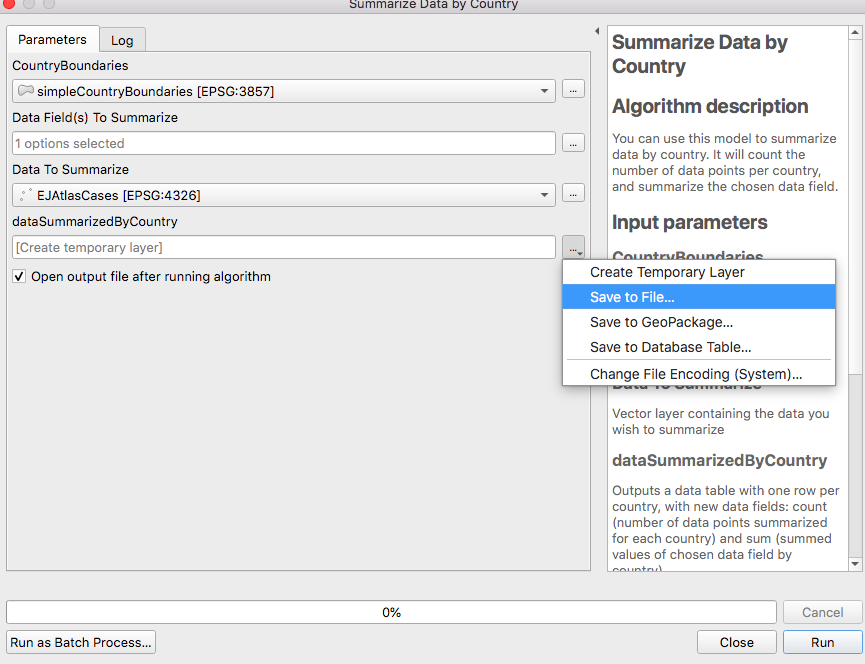 Summarize Data by Country
Parameters
Log
CountryBoundaries
simpleCountryBoundaries [EPSG:3857]
...
Data Field(s) To Summarize
1 options selected
...
Data To Summarize
EJAtlasCases [EPSG:4326]
...
dataSummarizedByCountry
[Create temporary layer]
...
Open output file after running algorithm
Create Temporary Layer
Save to File...
Save to GeoPackage...
Save to Database Table...
Change File Encoding (System)...
Summarize Data by
Country
Algorithm description
You can use this model to summarize
data by country. It will count the
number of data points per country,
and summarize the chosen data field.
Input parameters
CountryBoundaries
Data To Summarize
Vector layer containing the data you
wish to summarize
dataSummarizedByCountry
Outputs a data table with one row per
country, with new data fields: count
(number of data points summarized
for each country) and sum (summed
values of chosen data field by
country)
0%
Cancel
Run as Batch Process...
Close
Run